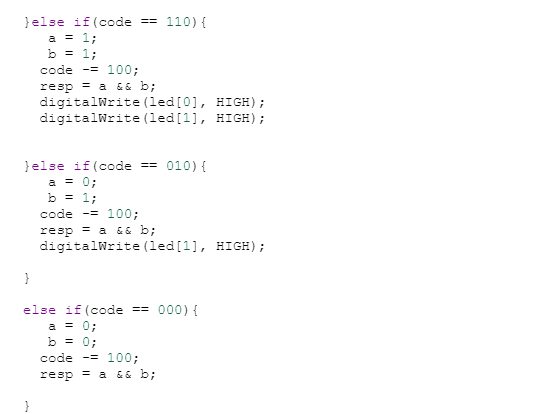 }else if(code == 110){
a = 1;
b = 1;
code -= 100;
resp = a && b;
digitalWrite(led[0], HIGH);
digitalWrite(led[1], HIGH);
}else if(code == 010){
a = 0;
b = 1;
code -= 100;
resp = a && b;
digitalWrite(led[1], HIGH);
}
else if(code == 000){
a = 0;
b = 0;
code -= 100;
resp = a && b;
}